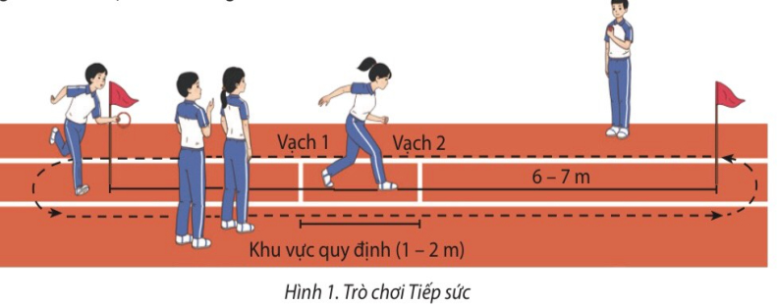 Vạch 1
Vạch 2
6 – 7 m
Khu vực quy định (1 – 2 m)
Hình 1. Trò chơi Tiếp sức